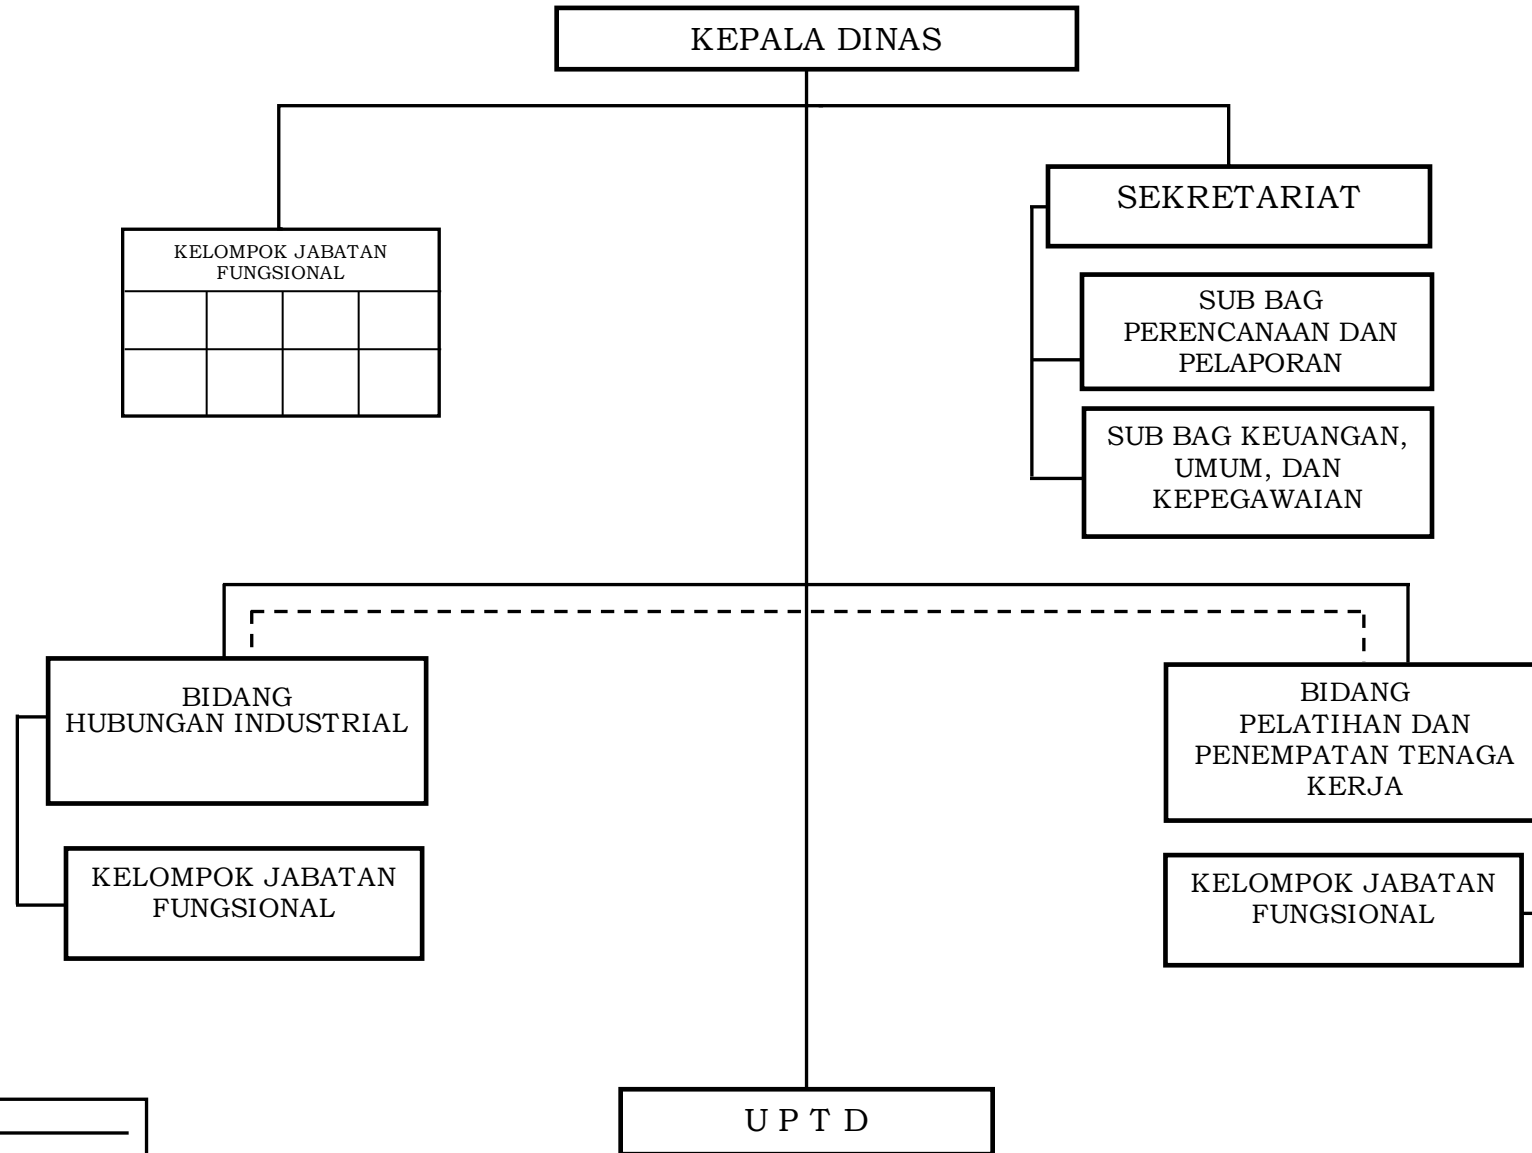 KEPALA DINAS
SEKRETARIAT
KELOMPOK JABATAN
FUNGSIONAL
SUB BAG
PERENCANAAN DAN
PELAPORAN
SUB BAG KEUANGAN,
UMUM, DAN
KEPEGAWAIAN
BIDANG
HUBUNGAN INDUSTRIAL
BIDANG
PELATIHAN DAN
PENEMPATAN TENAGA
KERJA
KELOMPOK JABATAN
FUNGSIONAL
KELOMPOK JABATAN
FUNGSIONAL
U P T D